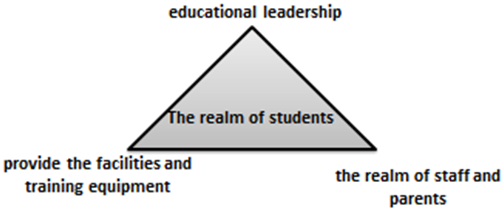 educational leadership
The realm of students
provide the facilities and
training equipment
the realm of staff and
parents